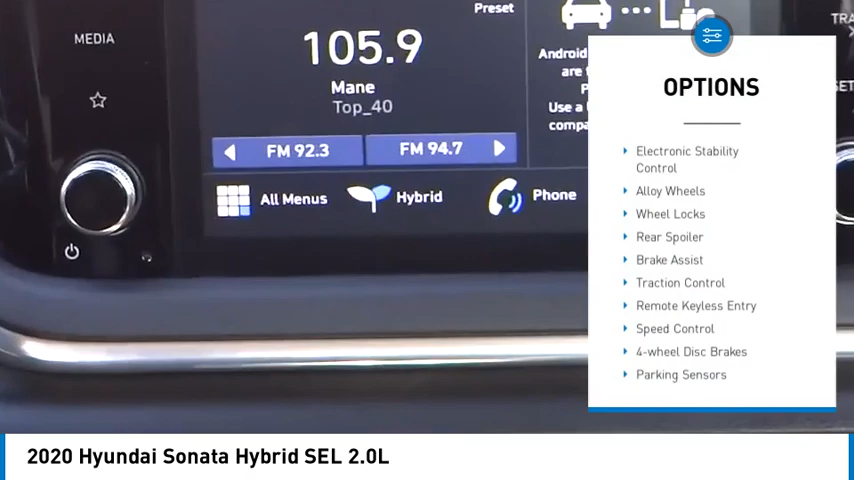 MEDIA
Preset
105.9
Mane
Top_40
FM 92.3
FM 94.7
All Menus
Hybrid
Phone
Android
are
Use a
compa
OPTIONS
Electronic Stability
Control
Alloy Wheels
Wheel Locks
Rear Spoiler
Brake Assist
Traction Control
Remote Keyless Entry
Speed Control
4-wheel Disc Brakes
Parking Sensors
TRA
2020 Hyundai Sonata Hybrid SEL 2.0L